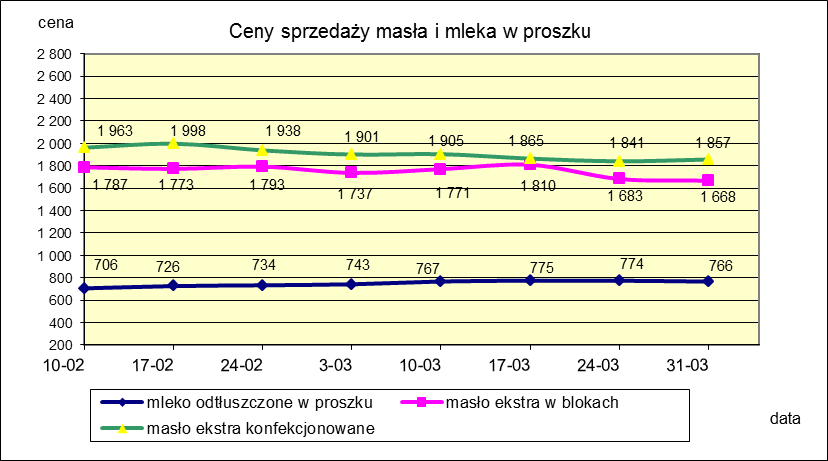 cena
Ceny sprzedaży masła i mleka w proszku
2 800
2 600
2 400
2 200
2 000
1 800
1 600
1 400
1 200
1 000
800
600
400
200
1 963 1 998 1 938 1 901 1 905 1 865 1 841 1 857
1 787 1 773 1 793 1 737 1 771 1 810 1 683 1 668
706 726 734 743 767 775 774 766
10-02 17-02 24-02 3-03 10-03 17-03 24-03 31-03
mleko odtłuszczone w proszku masło ekstra w blokach
masło ekstra konfekcjonowane
data